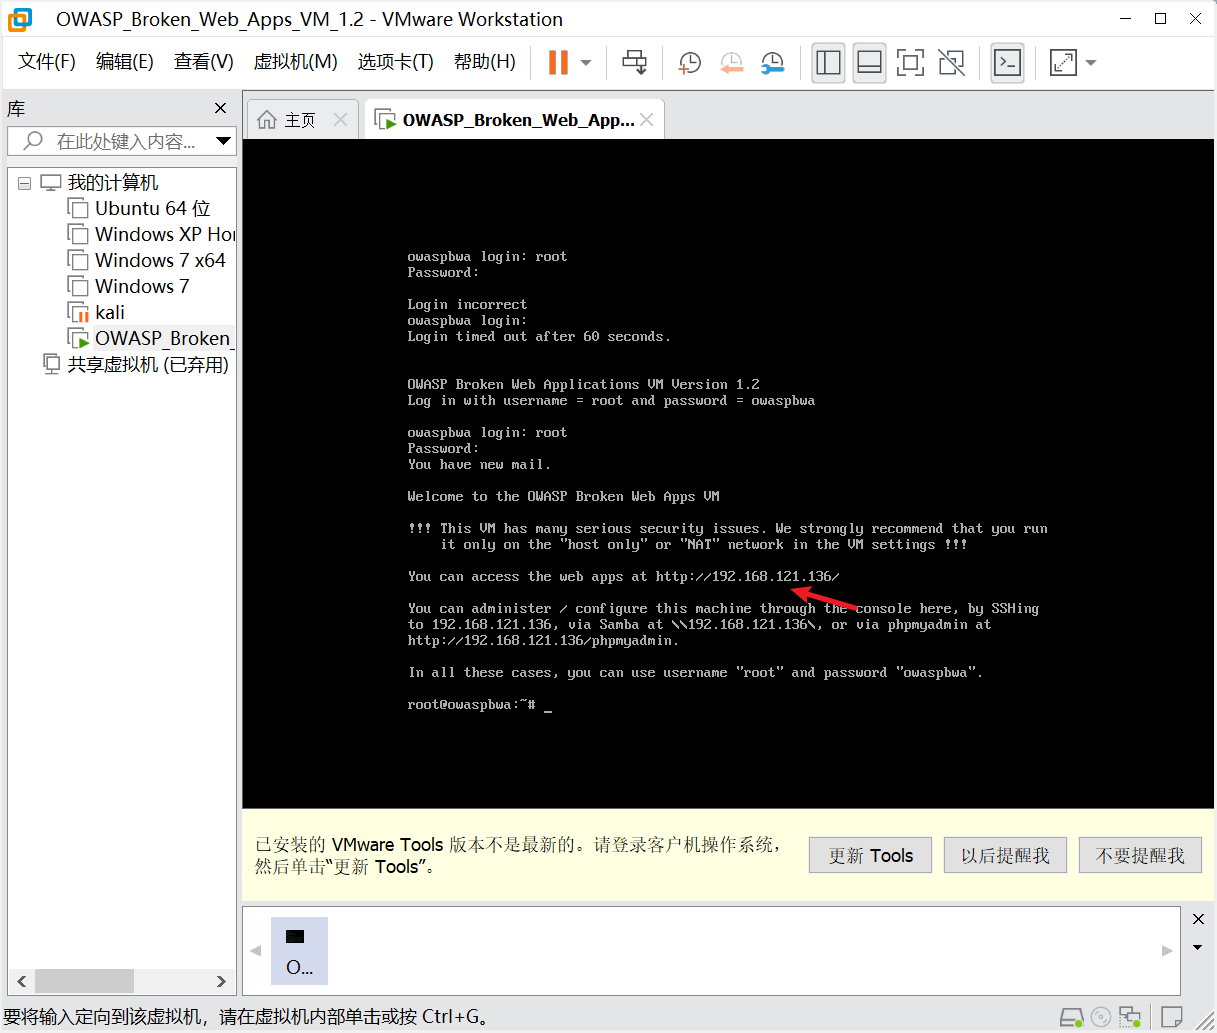 OWASP_Broken_Web_Apps_VM_1.2 - VMware Workstation
文件(F) 编辑(E) 查看(V) 虚拟机(M) 选项卡(T) 帮助(H)
库
在此处键入内容...
我的计算机
Ubuntu 64 位
Windows XP Hor
Windows 7 x64
Windows 7
kali
OWASP_Broken_
共享虚拟机 (已弃用)
主页
OWASP_Broken_Web_App...
owaspbwa login: root
Password:
Login incorrect
owaspbwa login:
Login timed out after 60 seconds.
OWASP Broken Web Applications VM Version 1.2
Log in with username = root and password = owaspbwa
owaspbwa login: root
Password:
You have new mail.
Welcome to the OWASP Broken Web Apps VM
!!! This VM has many serious security issues. We strongly recommend that you run
it only on the "host only" or "NAT" network in the VM settings !!!
You can access the web apps at http://192.168.121.136/
You can administer / configure this machine through the console here, by SSHing
to 192.168.121.136, via Samba at \\192.168.121.136\, or via phpmyadmin at
http://192.168.121.136/phpmyadmin.
In all these cases, you can use username "root" and password "owaspbwa".
root@owaspbwa:~# _
已安装的 VMware Tools 版本不是最新的。请登录客户机操作系统，
然后单击“更新 Tools”。
更新 Tools
以后提醒我
不要提醒我
O...
要将输入定向到该虚拟机，请在虚拟机内部单击或按 Ctrl+G。